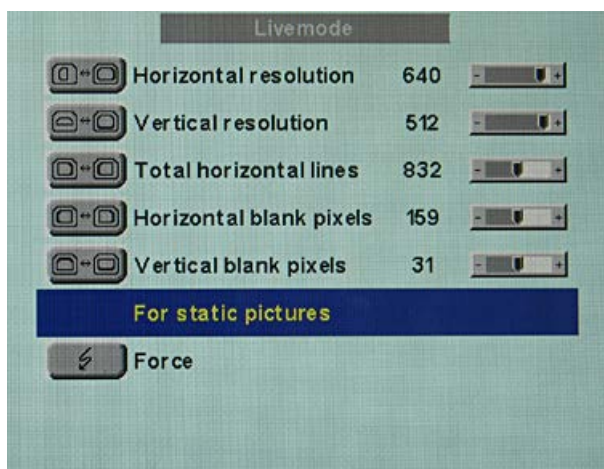 Livemode
Horizontal resolution 640 - +
Vertical resolution 512 - +
Total horizontal lines 832 - +
Horizontal blank pixels 159 - +
Vertical blank pixels 31 - +
For static pictures
Force